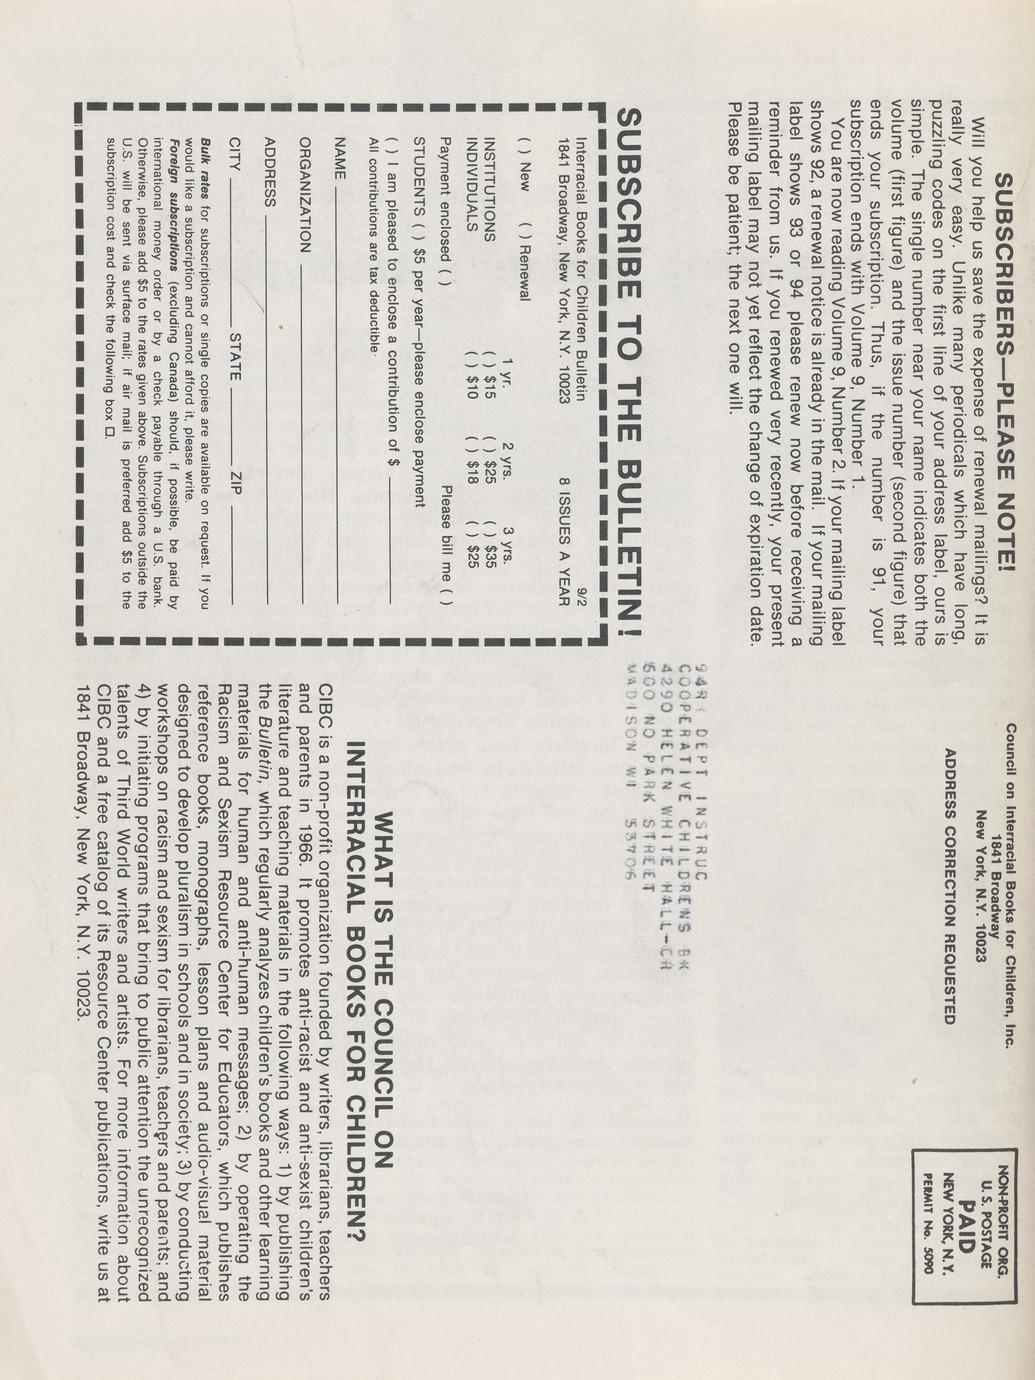 SUBSCRIBERS—PLEASE NOTE!
Will you help us save the expense of renewal mailings? It is
really very easy. Unlike many periodicals which have long,
puzzling codes on the first line of your address label, ours is
simple. The single number near your name indicates both the
volume (first figure) and the issue number (second figure) that
ends your subscription. Thus, if the number is 91, your
subscription ends with Volume 9, Number 1.
You are now reading Volume 9, Number 2. If your mailing label
shows 92, a renewal notice is already in the mail. If your mailing
label shows 93 or 94 please renew now before receiving a
reminder from us. If you renewed very recently, your present
mailing label may not yet reflect the change of expiration date.
Please be patient; the next one will.
Council on Interracial Books for Children, Inc.
1841 Broadway
New York, N.Y. 10023
ADDRESS CORRECTION REQUESTED
NON-PROFIT ORG.
U.S. POSTAGE
PAID
NEW YORK, N.Y.
PERMIT No. 5090
DEPT INSTRUC
COOPERATIVE CHILDRENS BK
4290 HELEN WHITE HALL-CR
600 NO PARK STREET
MADISON WI 53706
SUBSCRIBE TO THE BULLETIN!
9/2
Interracial Books for Children Bulletin
1841 Broadway, New York, N.Y. 10023 8 ISSUES A YEAR
( ) New ( ) Renewal
1 yr. 2 yrs. 3 yrs.
INSTITUTIONS ( ) $15 ( ) $25 ( ) $35
INDIVIDUALS ( ) $10 ( ) $18 ( ) $25
Payment enclosed ( ) Please bill me ( )
STUDENTS ( ) $5 per year—please enclose payment
( ) I am pleased to enclose a contribution of $
All contributions are tax deductible.
NAME
ORGANIZATION
ADDRESS
CITY STATE ZIP
Bulk rates for subscriptions or single copies are available on request. If you
would like a subscription and cannot afford it, please write.
Foreign subscriptions (excluding Canada) should, if possible, be paid by
international money order or by a check payable through a U.S. bank.
Otherwise, please add $5 to the rates given above. Subscriptions outside the
U.S. will be sent via surface mail; if air mail is preferred add $5 to the
subscription cost and check the following box □.
WHAT IS THE COUNCIL ON
INTERRACIAL BOOKS FOR CHILDREN?
CIBC is a non-profit organization founded by writers, librarians, teachers
and parents in 1966. It promotes anti-racist and anti-sexist children's
literature and teaching materials in the following ways: 1) by publishing
the Bulletin, which regularly analyzes children's books and other learning
materials for human and anti-human messages; 2) by operating the
Racism and Sexism Resource Center for Educators, which publishes
reference books, monographs, lesson plans and audio-visual material
designed to develop pluralism in schools and in society; 3) by conducting
workshops on racism and sexism for librarians, teachers and parents; and
4) by initiating programs that bring to public attention the unrecognized
talents of Third World writers and artists. For more information about
CIBC and a free catalog of its Resource Center publications, write us at
1841 Broadway, New York, N.Y. 10023.